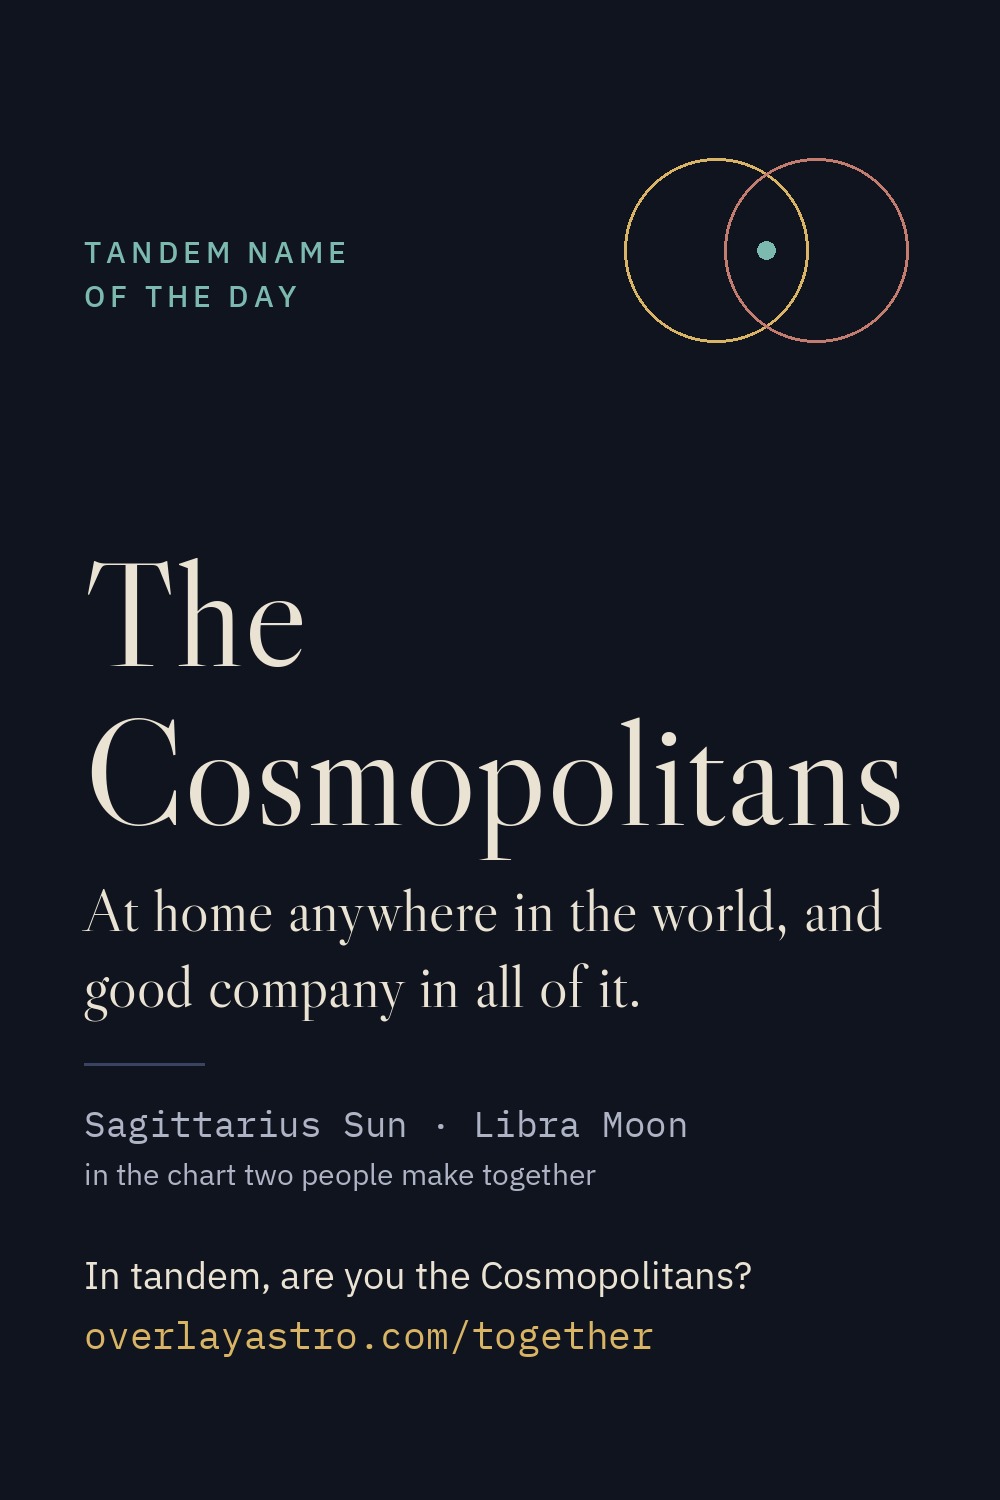 TANDEM NAME
OF THE DAY
The
Cosmopolitans
At home anywhere in the world, and
good company in all of it.
Sagittarius Sun · Libra Moon
in the chart two people make together
In tandem, are you the Cosmopolitans?
overlayastro.com/together